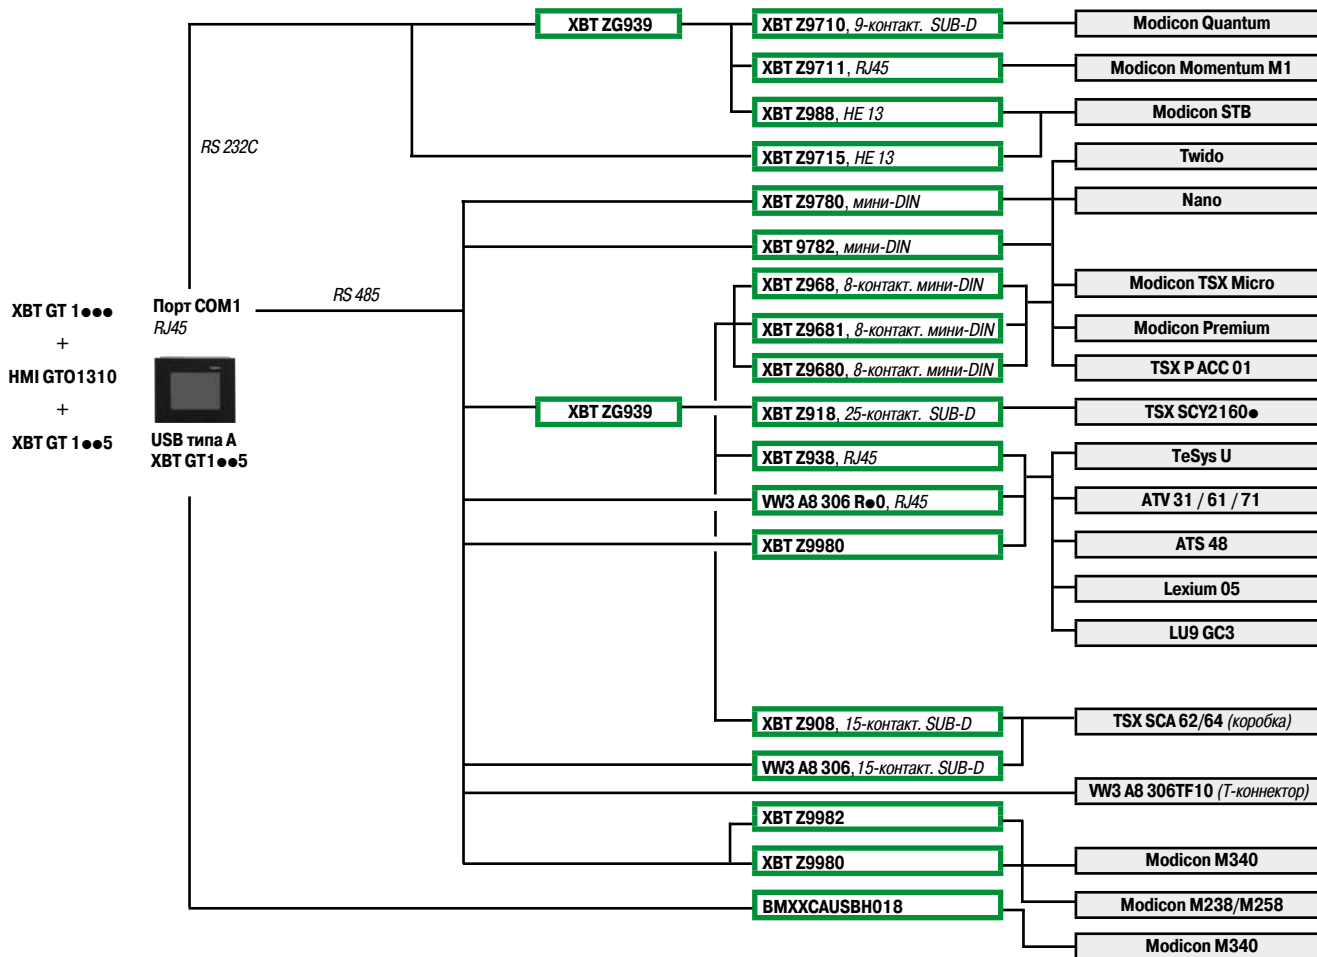 XBT ZG939
XBT Z9710, 9-контакт. SUB-D
Modicon Quantum
XBT Z9711, RJ45
Modicon Momentum M1
XBT Z988, HE 13
Modicon STB
RS 232C
XBT Z9715, HE 13
Twido
XBT Z9780, мини-DIN
Nano
XBT 9782, мини-DIN
XBT Z968, 8-контакт. мини-DIN
Modicon TSX Micro
XBT GT 1●●●
+
HMI GTO1310
+
XBT GT 1●●5
Порт COM1
RJ45
RS 485
XBT Z9681, 8-контакт. мини-DIN
Modicon Premium
XBT Z9680, 8-контакт. мини-DIN
TSX P ACC 01
XBT ZG939
XBT Z918, 25-контакт. SUB-D
TSX SCY2160●
USB типа A
XBT GT1●●5
XBT Z938, RJ45
TeSys U
VW3 A8 306 R●0, RJ45
ATV 31 / 61 / 71
XBT Z9980
ATS 48
Lexium 05
LU9 GC3
XBT Z908, 15-контакт. SUB-D
TSX SCA 62/64 (коробка)
VW3 A8 306, 15-контакт. SUB-D
VW3 A8 306TF10 (Т-коннектор)
XBT Z9982
XBT Z9980
Modicon M340
BMXXCAUSBH018
Modicon M238/M258
Modicon M340